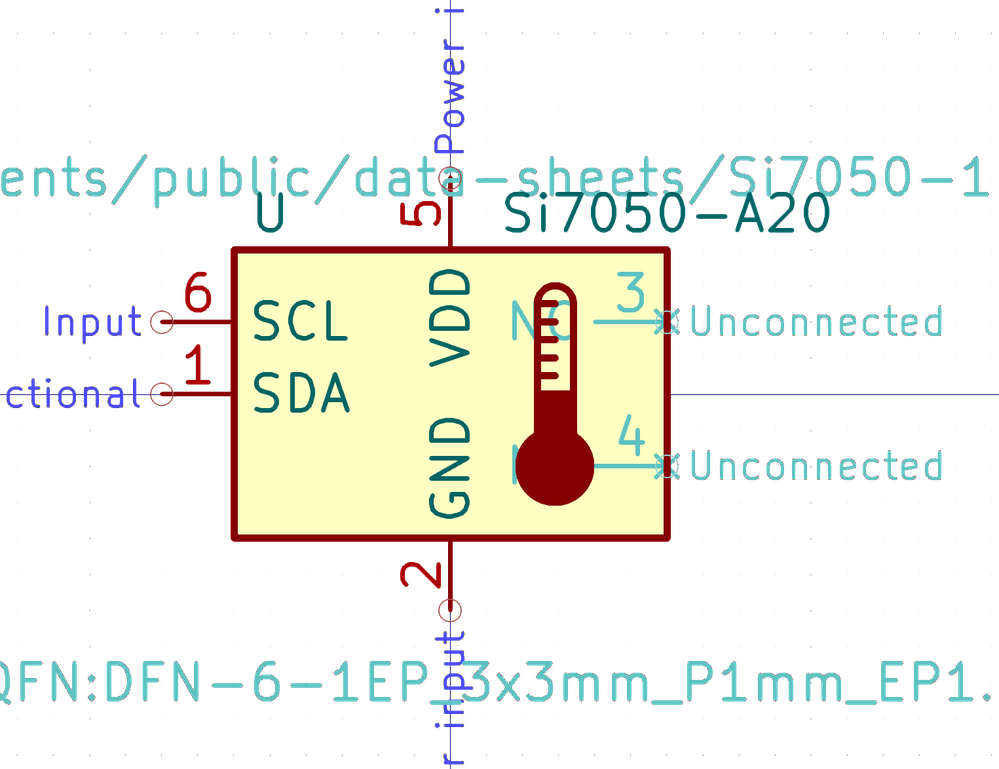 Power i
ents/public/data-sheets/Si7050-1
U
5
Si7050-A20
6
3
Input
SCL
VDD
NC
Unconnected
1
ctional
SDA
4
GND
Unconnected
2
r input
QFN:DFN-6-1EP_3x3mm_P1mm_EP1.